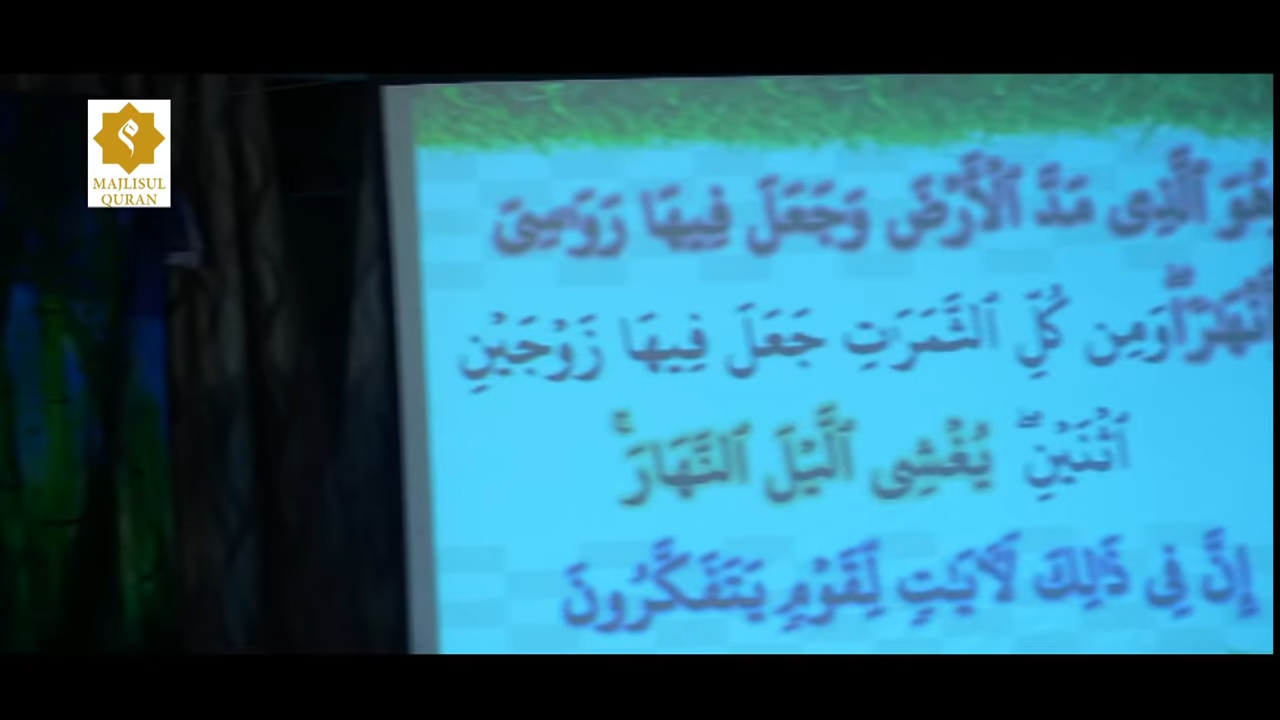 MAJLISUL
QURAN
وَهُوَ ٱلَّذِى مَدَّ ٱلْأَرْضَ وَجَعَلَ فِيهَا رَوَٰسِىَ
أَنْهَٰرًا ۖ وَمِن كُلِّ ٱلثَّمَرَٰتِ جَعَلَ فِيهَا زَوْجَيْنِ
ٱثْنَيْنِ ۖ يُغْشِى ٱلَّيْلَ ٱلنَّهَارَ ۚ
إِنَّ فِى ذَٰلِكَ لَءَايَٰتٍ لِّقَوْمٍ يَتَفَكَّرُونَ